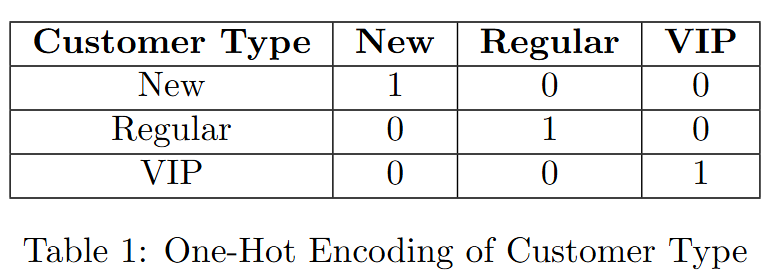 Customer Type New Regular VIP
New 1 0 0
Regular 0 1 0
VIP 0 0 1
Table 1: One-Hot Encoding of Customer Type